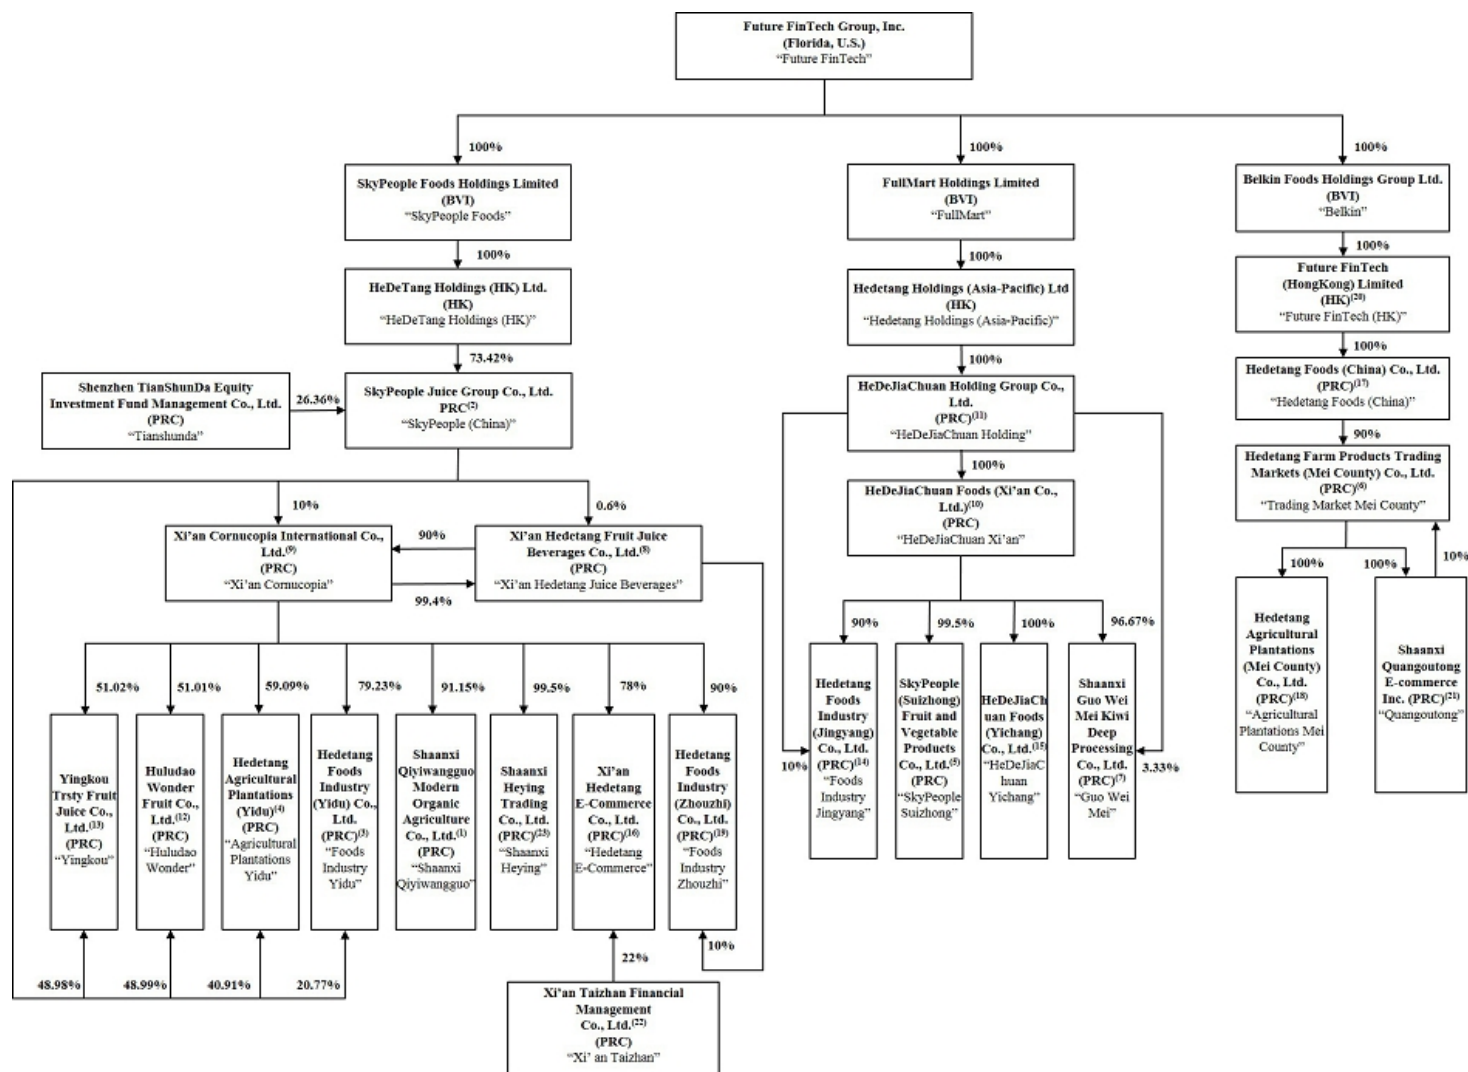 Future FinTech Group, Inc.
(Florida, U.S.)
“Future FinTech”
100%
100%
100%
SkyPeople Foods Holdings Limited
(BVI)
“SkyPeople Foods”
FullMart Holdings Limited
(BVI)
“FullMart”
Belkin Foods Holdings Group Ltd.
(BVI)
“Belkin”
100%
100%
100%
HeDeTang Holdings (HK) Ltd.
(HK)
“HeDeTang Holdings (HK)”
Hedetang Holdings (Asia-Pacific) Ltd
(HK)
“Hedetang Holdings (Asia-Pacific)”
Future FinTech
(HongKong) Limited
(HK)(20)
“Future FinTech (HK)”
73.42%
100%
100%
Shenzhen TianShunDa Equity
Investment Fund Management Co., Ltd.
(PRC)
“Tianshunda”
26.36%
SkyPeople Juice Group Co., Ltd.
PRC(2)
“SkyPeople (China)”
HeDeJiaChuan Holding Group Co.,
Ltd.
(PRC)(11)
“HeDeJiaChuan Holding”
Hedetang Foods (China) Co., Ltd.
(PRC)(17)
“Hedetang Foods (China)”
100%
90%
HeDeJiaChuan Foods (Xi’an Co.,
Ltd.)(10)
(PRC)
“HeDeJiaChuan Xi’an”
Hedetang Farm Products Trading
Markets (Mei County) Co., Ltd.
(PRC)(6)
“Trading Market Mei County”
10%
0.6%
Xi’an Cornucopia International Co.,
Ltd.(9)
(PRC)
“Xi’an Cornucopia”
90%
99.4%
Xi’an Hedetang Fruit Juice
Beverages Co., Ltd.(8)
(PRC)
“Xi’an Hedetang Juice Beverages”
100%
100%
10%
Hedetang
Agricultural
Plantations
(Mei County)
Co., Ltd.
(PRC)(18)
“Agricultural
Plantations Mei
County”
Shaanxi
Quangoutong
E-commerce
Inc. (PRC)(21)
“Quangoutong”
90%
99.5%
100%
96.67%
Hedetang
Foods
Industry
(Jingyang)
Co., Ltd.
(PRC)(14)
“Foods
Industry
Jingyang”
SkyPeople
(Suizhong)
Fruit and
Vegetable
Products
Co., Ltd.(5)
(PRC)
“SkyPeople
Suizhong”
HeDeJiaCh
uan Foods
(Yichang)
Co., Ltd.(15)
“HeDeJiaC
huan
Yichang”
Shaanxi
Guo Wei
Mei Kiwi
Deep
Processing
Co., Ltd.
(PRC)(7)
“Guo Wei
Mei”
10%
3.33%
51.02%
51.01%
59.09%
79.23%
91.15%
99.5%
78%
90%
Yingkou
Trsty Fruit
Juice Co.,
Ltd.(13)
(PRC)
“Yingkou”
Huludao
Wonder
Fruit Co.,
Ltd.(12)
(PRC)
“Huludao
Wonder”
Hedetang
Agricultural
Plantations
(Yidu)(4)
(PRC)
“Agricultural
Plantations
Yidu”
Hedetang
Foods
Industry
(Yidu) Co.,
Ltd.
(PRC)(3)
“Foods
Industry
Yidu”
Shaanxi
Qiyiwangguo
Modern
Organic
Agriculture
Co., Ltd.(1)
(PRC)
“Shaanxi
Qiyiwangguo”
Shaanxi
Heying
Trading
Co., Ltd.
(PRC)(23)
“Shaanxi
Heying”
Xi’an
Hedetang
E-Commerce
Co., Ltd.
(PRC)(16)
“Hedetang
E-Commerce”
Hedetang
Foods
Industry
(Zhouzhi)
Co., Ltd.
(PRC)(19)
“Foods
Industry
Zhouzhi”
48.98%
48.99%
40.91%
20.77%
22%
10%
Xi’an Taizhan Financial
Management
Co., Ltd.(22)
(PRC)
“Xi’ an Taizhan”